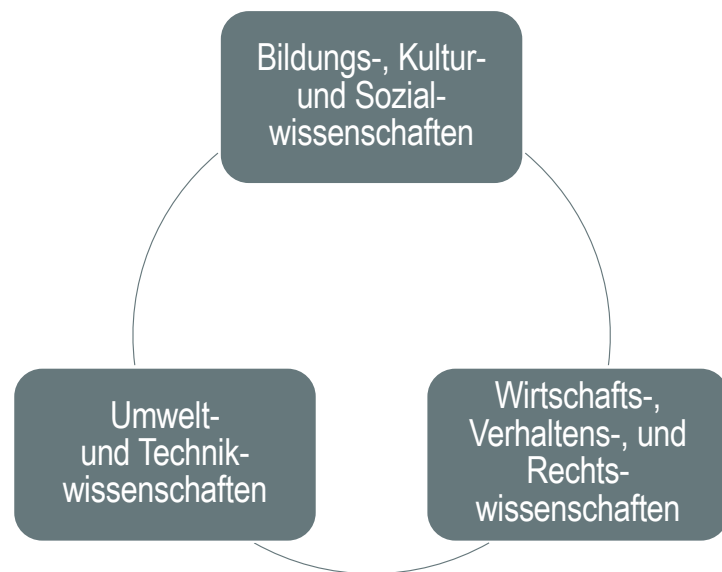 Bildungs-, Kultur-
und Sozial-
wissenschaften
Umwelt-
und Technik-
wissenschaften
Wirtschafts-,
Verhaltens-, und
Rechts-
wissenschaften